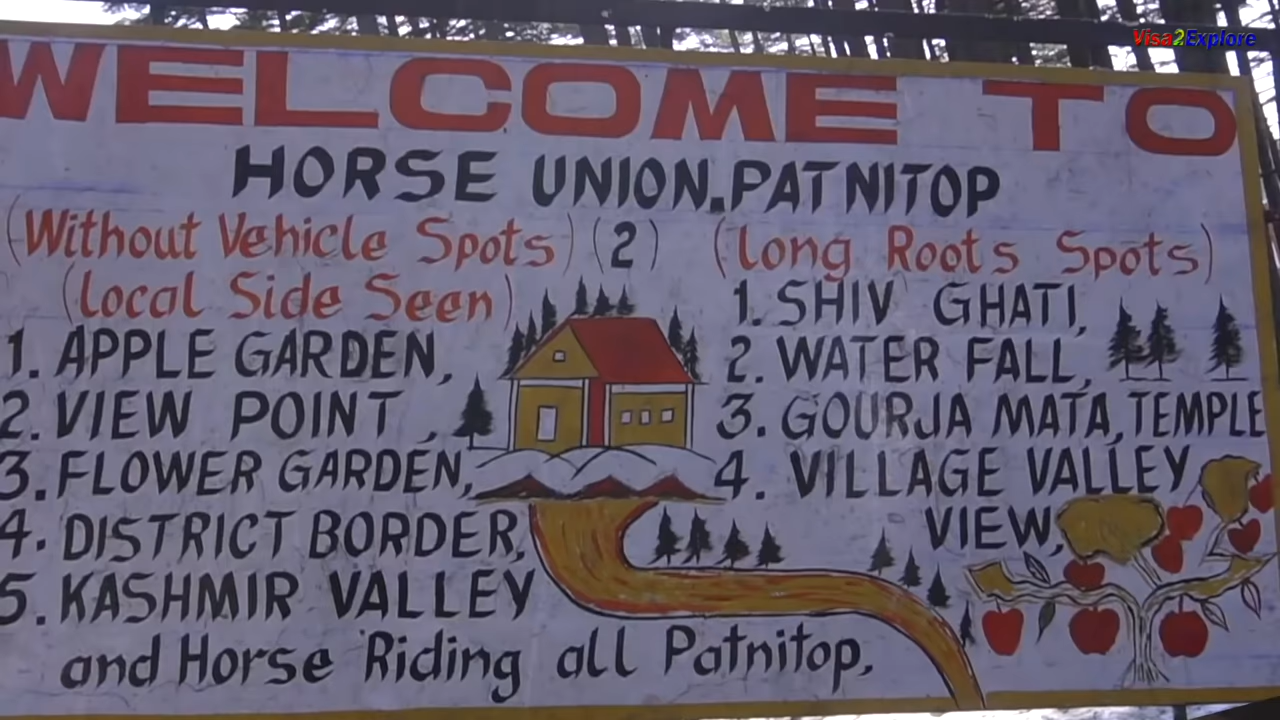 Visa2Explore
WELCOME TO
HORSE UNION.PATNITOP
(Without Vehicle Spots) (2) (Long Roots Spots)
(Local Side Seen)
1. APPLE GARDEN,
2. VIEW POINT,
3. FLOWER GARDEN,
4. DISTRICT BORDER,
5. KASHMIR VALLEY
and Horse Riding all Patnitop,
1. SHIV GHATI,
2. WATER FALL,
3. GOURJA MATA, TEMPLE
4. VILLAGE VALLEY
VIEW,